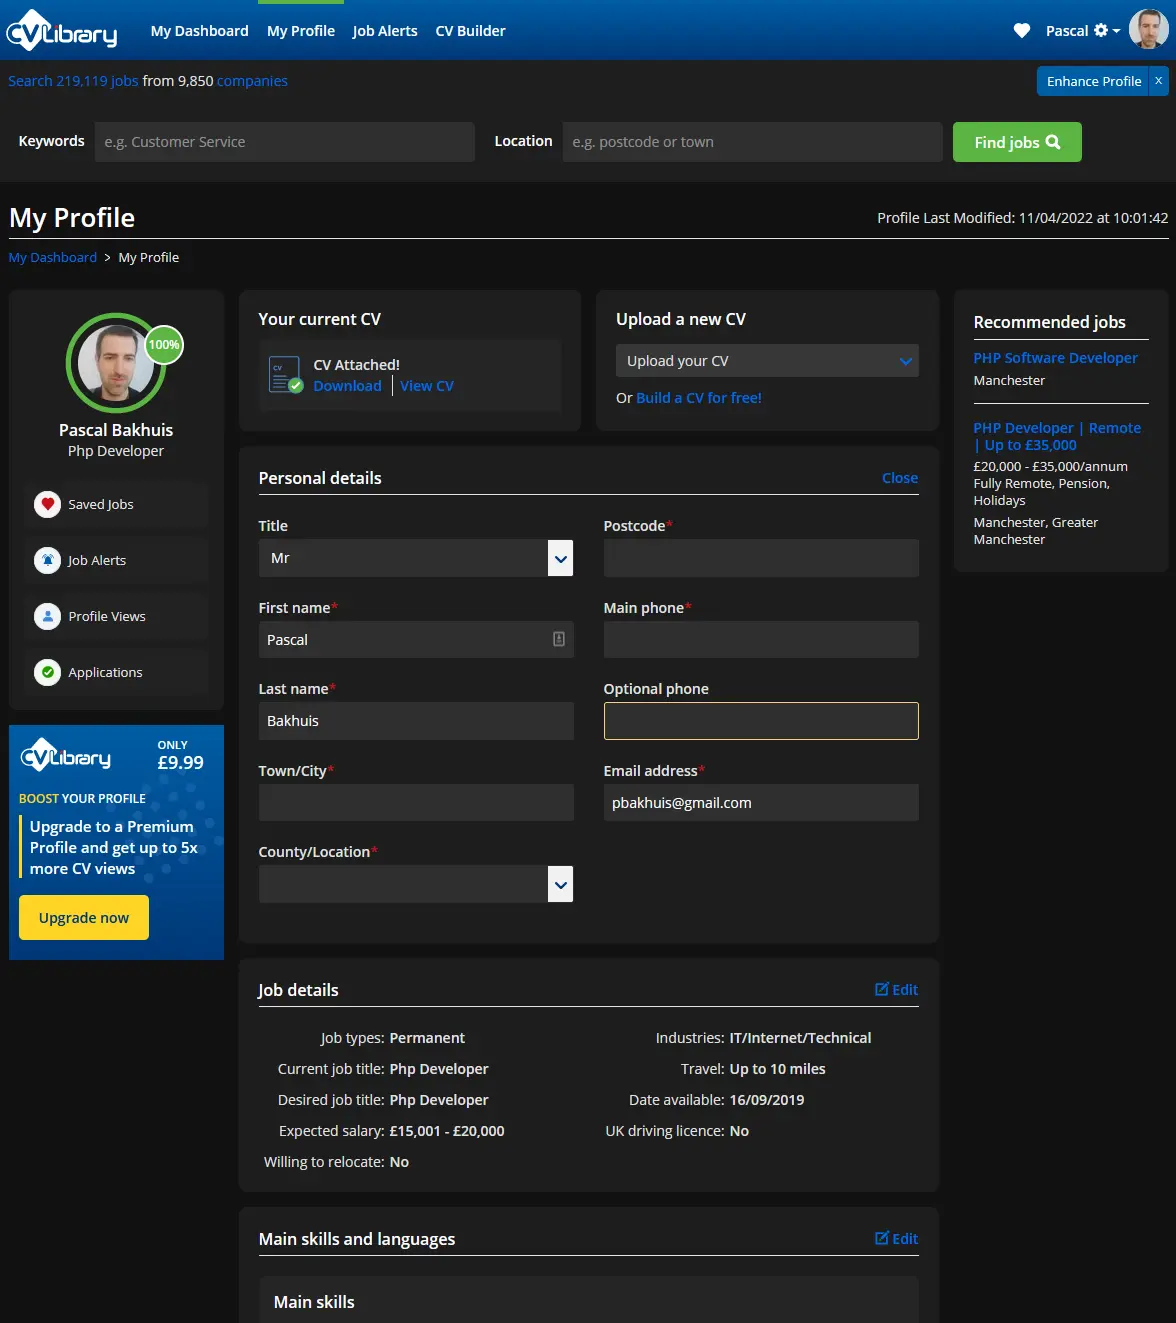 CVLibrary
My Dashboard My Profile Job Alerts CV Builder
Pascal
Search 219,119 jobs from 9,850 companies
Enhance Profile x
Keywords e.g. Customer Service Location e.g. postcode or town Find jobs
My Profile
Profile Last Modified: 11/04/2022 at 10:01:42
My Dashboard > My Profile
100%
Pascal Bakhuis
Php Developer
Saved Jobs
Job Alerts
Profile Views
Applications
CVLibrary
ONLY
£9.99
BOOST YOUR PROFILE
Upgrade to a Premium
Profile and get up to 5x
more CV views
Upgrade now
Your current CV
CV
CV Attached!
Download View CV
Upload a new CV
Upload your CV
Or Build a CV for free!
Personal details
Close
Title
Mr
Postcode*
First name*
Pascal
Main phone*
Last name*
Bakhuis
Optional phone
Town/City*
Email address*
pbakhuis@gmail.com
County/Location*
Job details
Edit
Job types: Permanent
Current job title: Php Developer
Desired job title: Php Developer
Expected salary: £15,001 - £20,000
Willing to relocate: No
Industries: IT/Internet/Technical
Travel: Up to 10 miles
Date available: 16/09/2019
UK driving licence: No
Main skills and languages
Edit
Main skills
Recommended jobs
PHP Software Developer
Manchester
PHP Developer | Remote
| Up to £35,000
£20,000 - £35,000/annum
Fully Remote, Pension,
Holidays
Manchester, Greater
Manchester